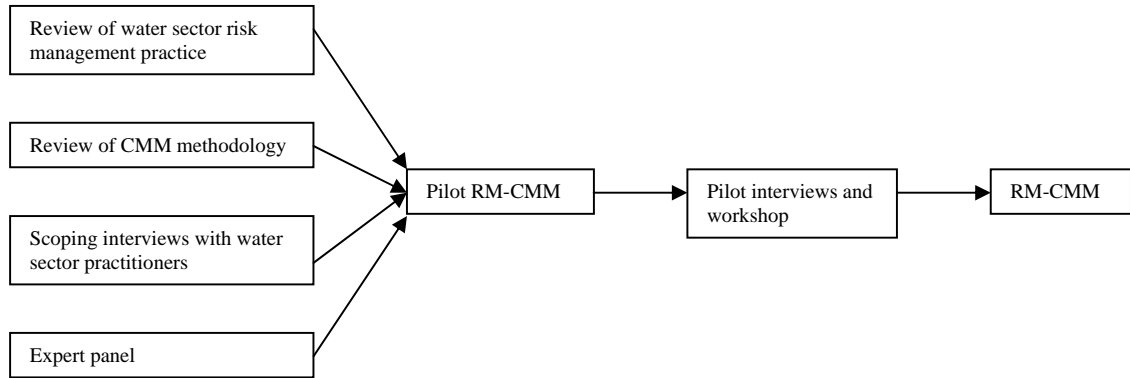 Review of water sector risk
management practice
Review of CMM methodology
Scoping interviews with water
sector practitioners
Expert panel
Pilot RM-CMM
Pilot interviews and
workshop
RM-CMM